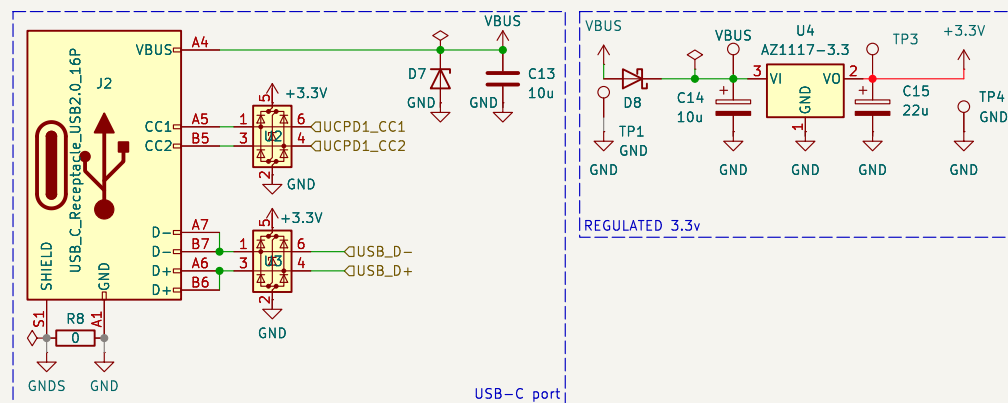 VBUS
A4
VBUS
J2
USB_C_Receptacle_USB2.0_16P
D7
GND
GND
C13
10u
+3.3V
5
CC1
A5
1
6
UCPD1_CC1
U2
CC2
B5
3
4
UCPD1_CC2
2
GND
D-
A7
+3.3V
5
D-
B7
1
6
USB_D-
U3
D+
A6
3
4
USB_D+
D+
B6
2
GND
SHIELD
GND
S1
A1
R8
0
GNDS
GND
USB-C port
VBUS
VBUS
U4
AZ1117-3.3
TP3
+3.3V
3
VI
VO
2
GND
1
D8
+
C14
10u
+
C15
22u
TP4
GND
TP1
GND
GND
GND
GND
GND
GND
REGULATED 3.3v